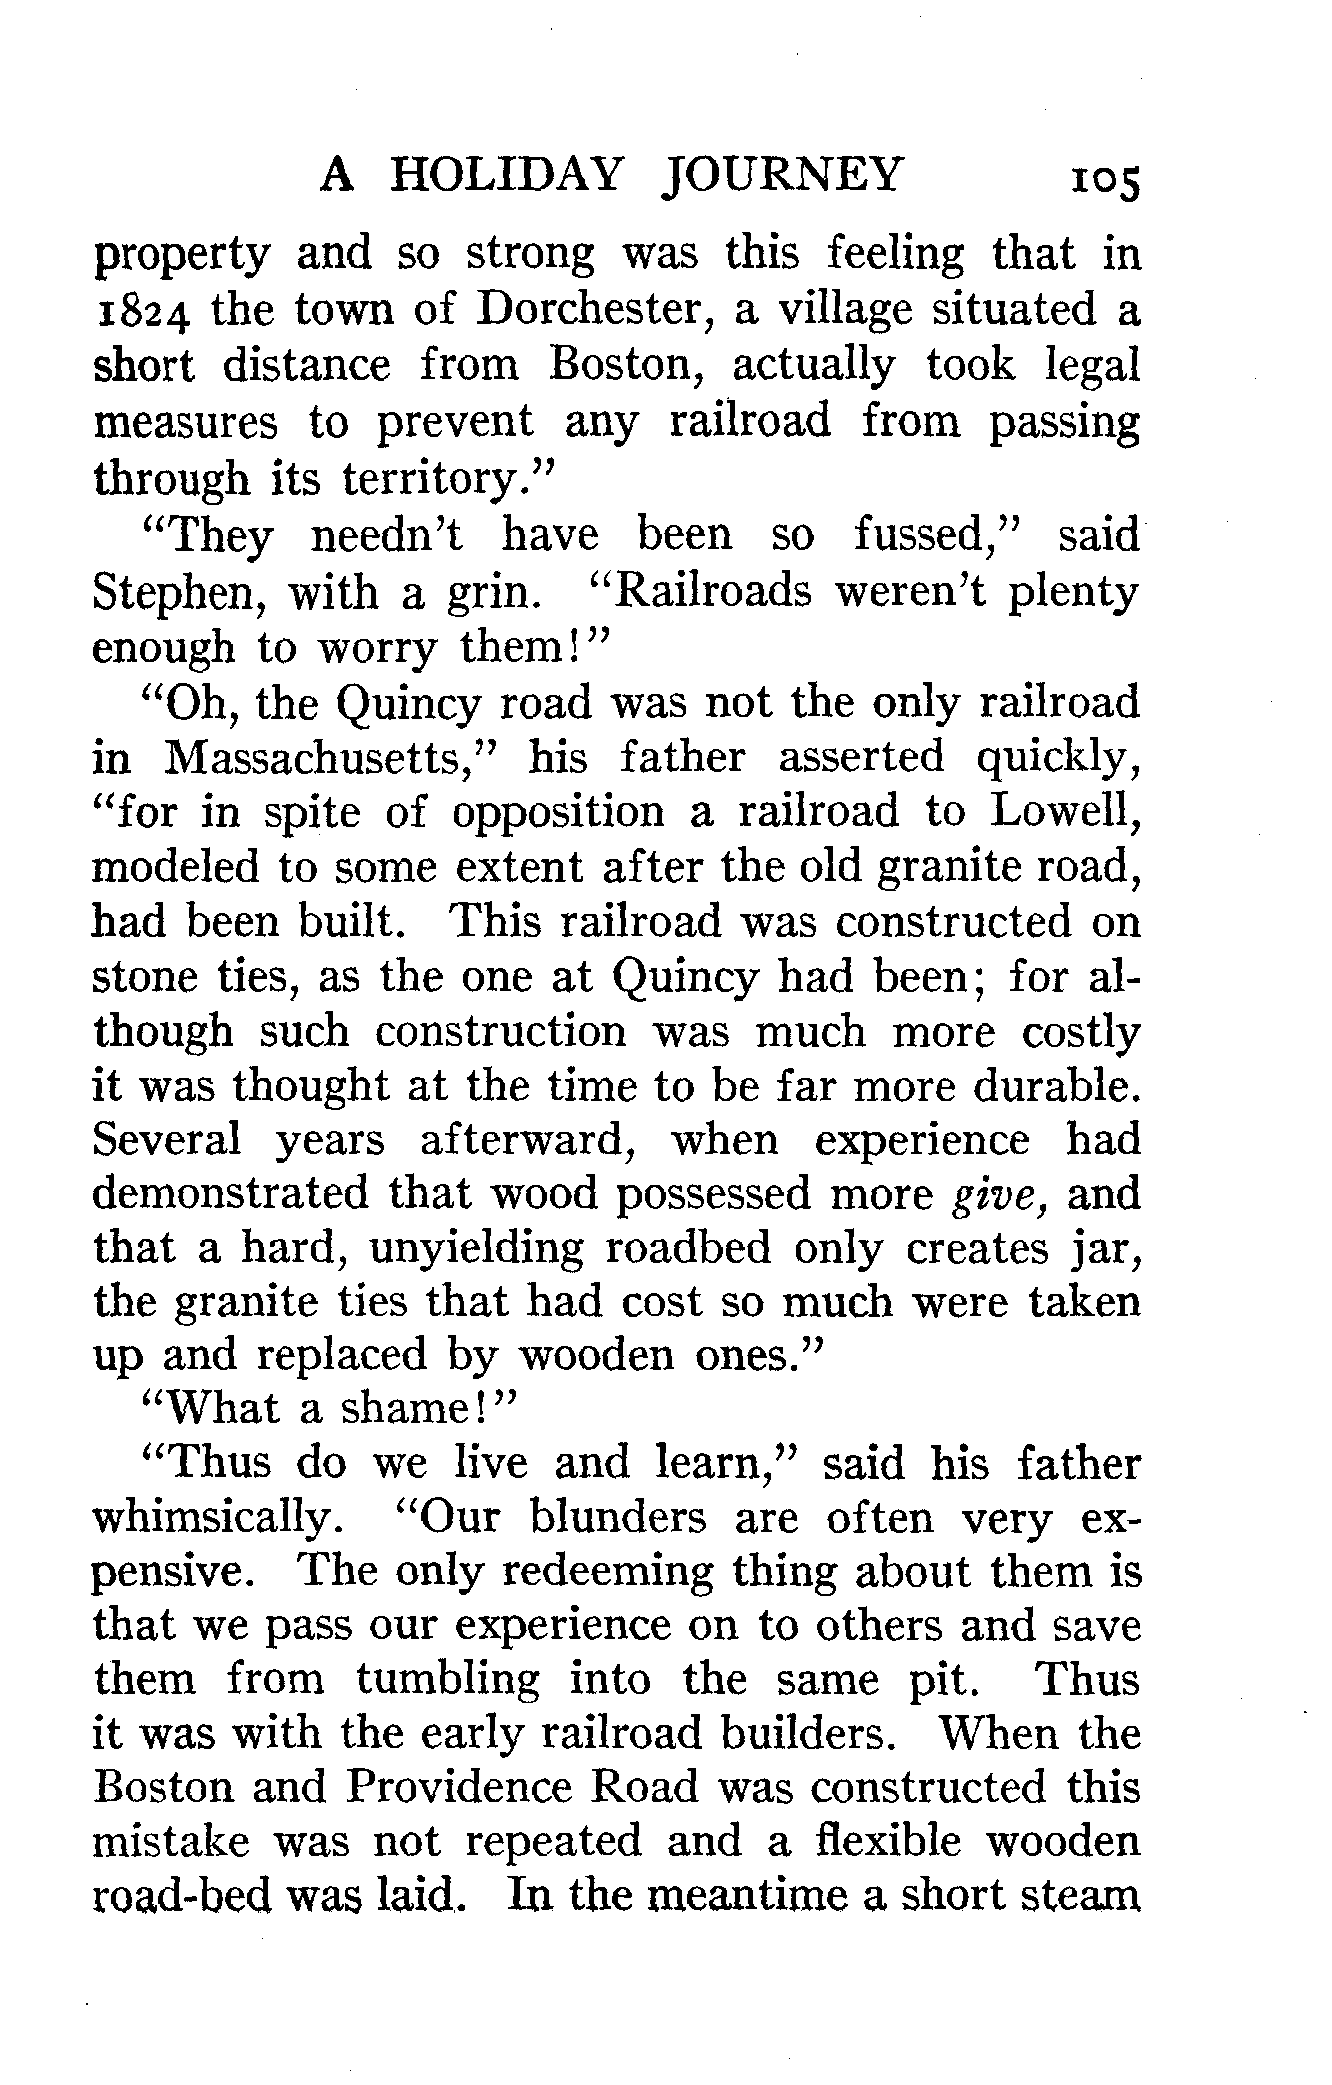 A HOLIDAY JOURNEY 105
property and so strong was this feeling that in
1824 the town of Dorchester, a village situated a
short distance from Boston, actually took legal
measures to prevent any railroad from passing
through its territory."
"They needn't have been so fussed," said
Stephen, with a grin. "Railroads weren't plenty
enough to worry them!"
"Oh, the Quincy road was not the only railroad
in Massachusetts," his father asserted quickly,
"for in spite of opposition a railroad to Lowell,
modeled to some extent after the old granite road,
had been built. This railroad was constructed on
stone ties, as the one at Quincy had been; for al-
though such construction was much more costly
it was thought at the time to be far more durable.
Several years afterward, when experience had
demonstrated that wood possessed more give, and
that a hard, unyielding roadbed only creates jar,
the granite ties that had cost so much were taken
up and replaced by wooden ones."
"What a shame!"
"Thus do we live and learn," said his father
whimsically. "Our blunders are often very ex-
pensive. The only redeeming thing about them is
that we pass our experience on to others and save
them from tumbling into the same pit. Thus
it was with the early railroad builders. When the
Boston and Providence Road was constructed this
mistake was not repeated and a flexible wooden
road-bed was laid. In the meantime a short steam